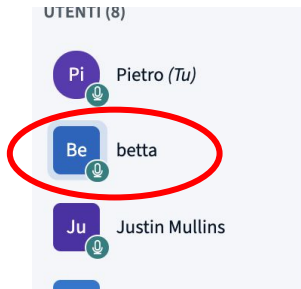 UTENTI (8)
Pi Pietro (Tu)
Be betta
Ju Justin Mullins